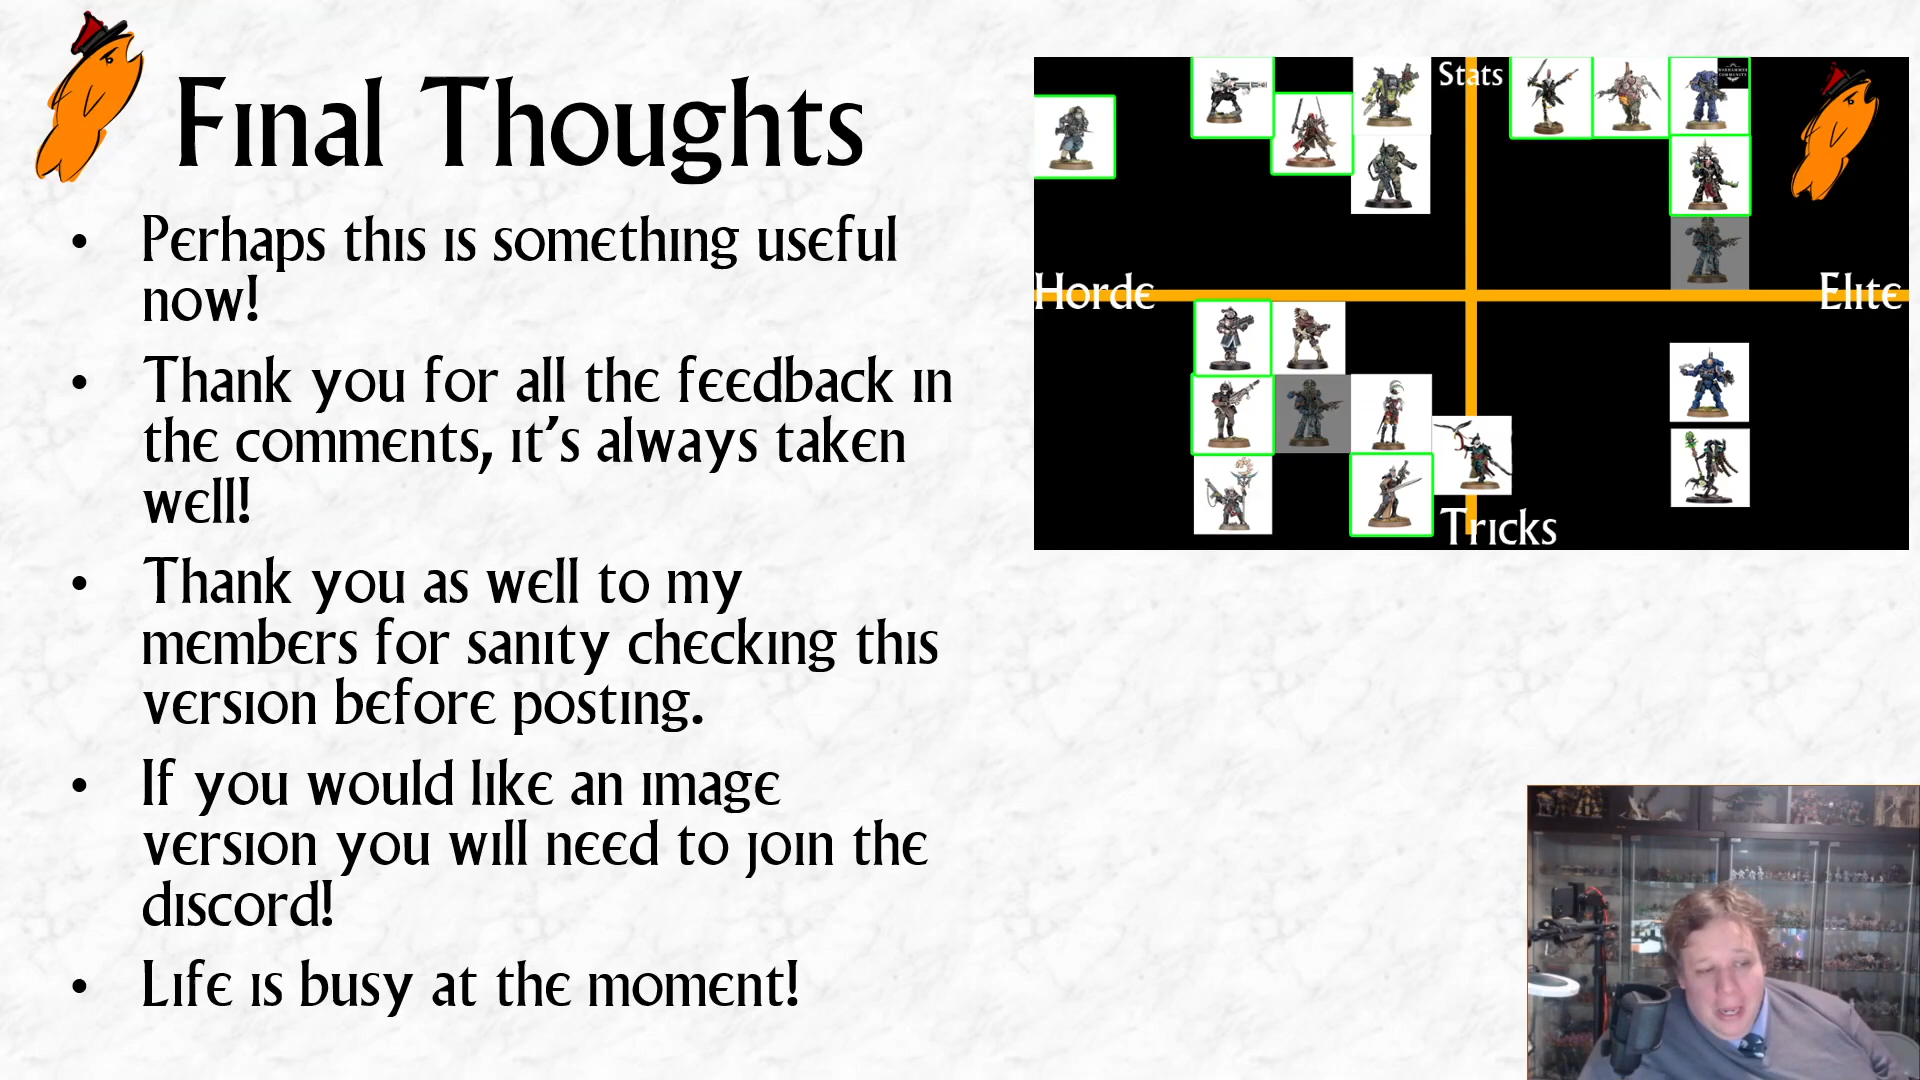 Final Thoughts
• Perhaps this is something useful
now!
• Thank you for all the feedback in
the comments, it's always taken
well!
• Thank you as well to my
members for sanity checking this
version before posting.
• If you would like an image
version you will need to join the
discord!
• Life is busy at the moment!
Stats
WARHAMMER
COMMUNITY
Horde
Elite
Tricks